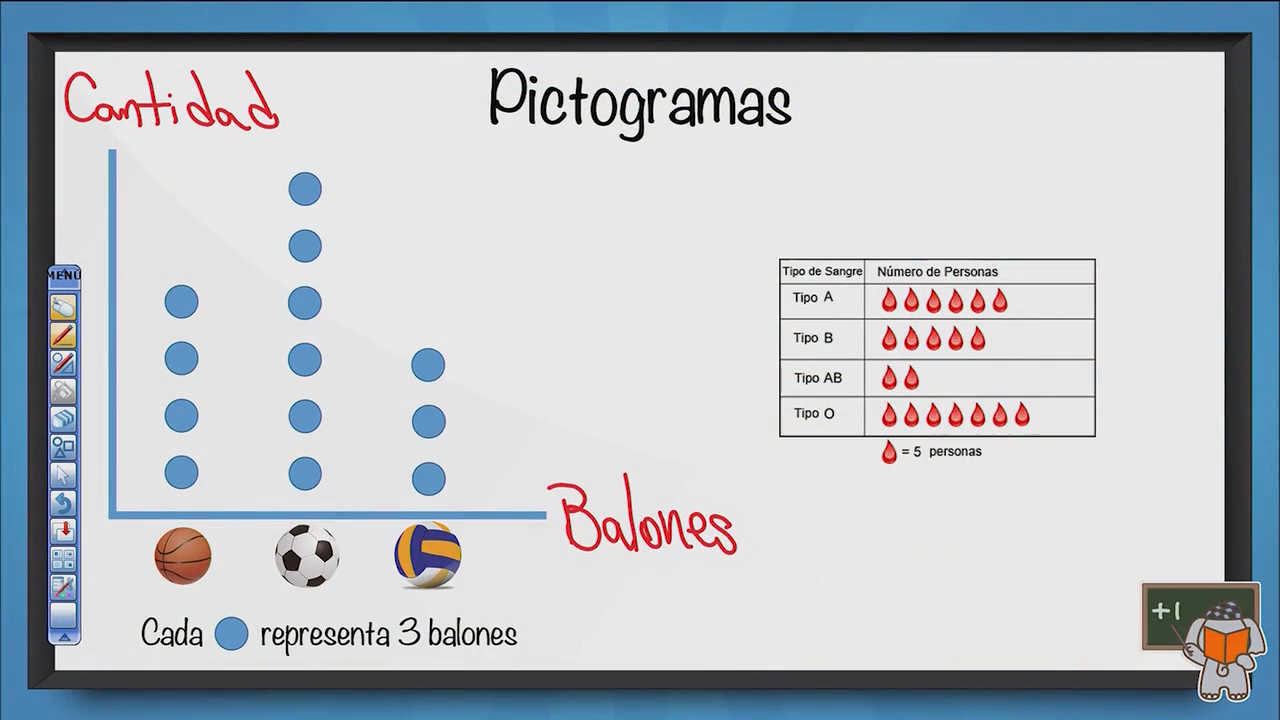 Cantidad
Pictogramas
MENÚ
Tipo de Sangre Número de Personas
Tipo A
Tipo B
Tipo AB
Tipo O
= 5 personas
Balones
Cada representa 3 balones
+1